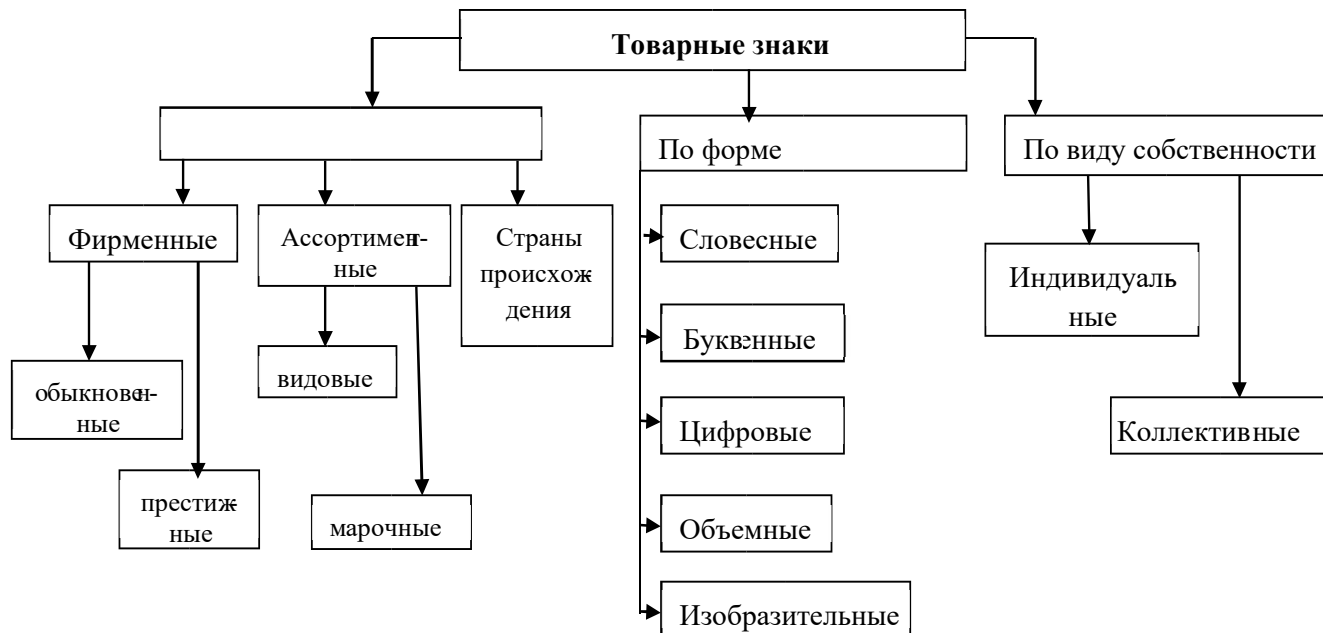 Товарные знаки
По форме
По виду собственности
Фирменные
Ассортимент-
ные
Страны
происхож-
дения
Словесные
Индивидуаль
ные
Буквенные
обыкновен-
ные
видовые
Цифровые
Коллективные
престиж-
ные
марочные
Объемные
Изобразительные